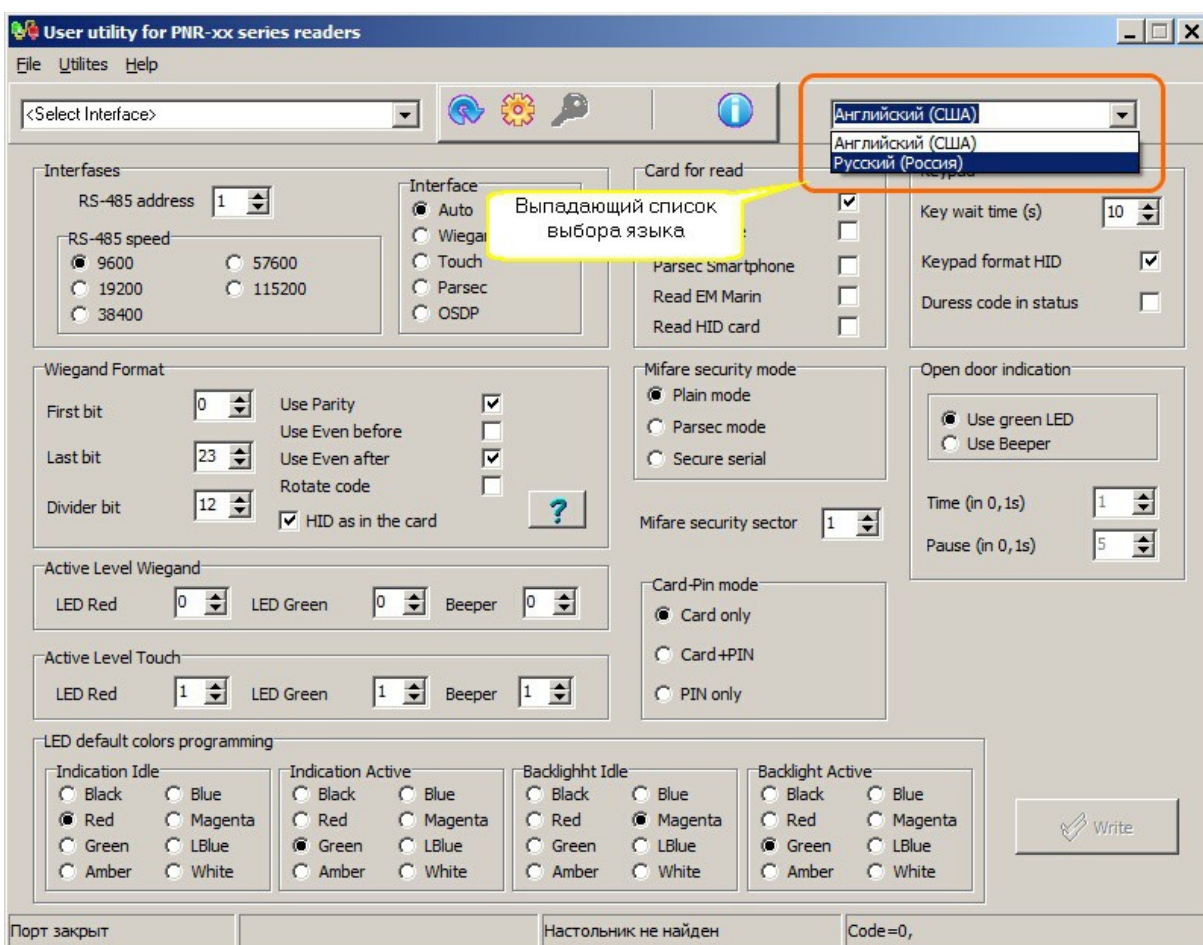 User utility for PNR-xx series readers
File Utilites Help
<Select Interface>
Английский (США)
Английский (США)
Русский (Россия)
Выпадающий список
выбора языка
Interfases
RS-485 address 1
RS-485 speed
9600 57600
19200 115200
38400
Interface
Auto
Touch
Parsec
OSDP
Card for read
Parsec Smartphone
Read EM Marin
Read HID card
Key wait time (s) 10
Keypad format HID
Duress code in status
Wiegand Format
First bit 0
Last bit 23
Divider bit 12
Use Parity
Use Even before
Use Even after
Rotate code
HID as in the card
?
Mifare security mode
Plain mode
Parsec mode
Secure serial
Mifare security sector 1
Open door indication
Use green LED
Use Beeper
Time (in 0,1s) 1
Pause (in 0,1s) 5
Active Level Wiegand
LED Red 0 LED Green 0 Beeper 0
Active Level Touch
LED Red 1 LED Green 1 Beeper 1
Card-Pin mode
Card only
Card+PIN
PIN only
LED default colors programming
Indication Idle
Black Blue
Red Magenta
Green LBlue
Amber White
Indication Active
Black Blue
Red Magenta
Green LBlue
Amber White
Backlighht Idle
Black Blue
Red Magenta
Green LBlue
Amber White
Backlight Active
Black Blue
Red Magenta
Green LBlue
Amber White
Write
Порт закрыт
Настольник не найден
Code=0,